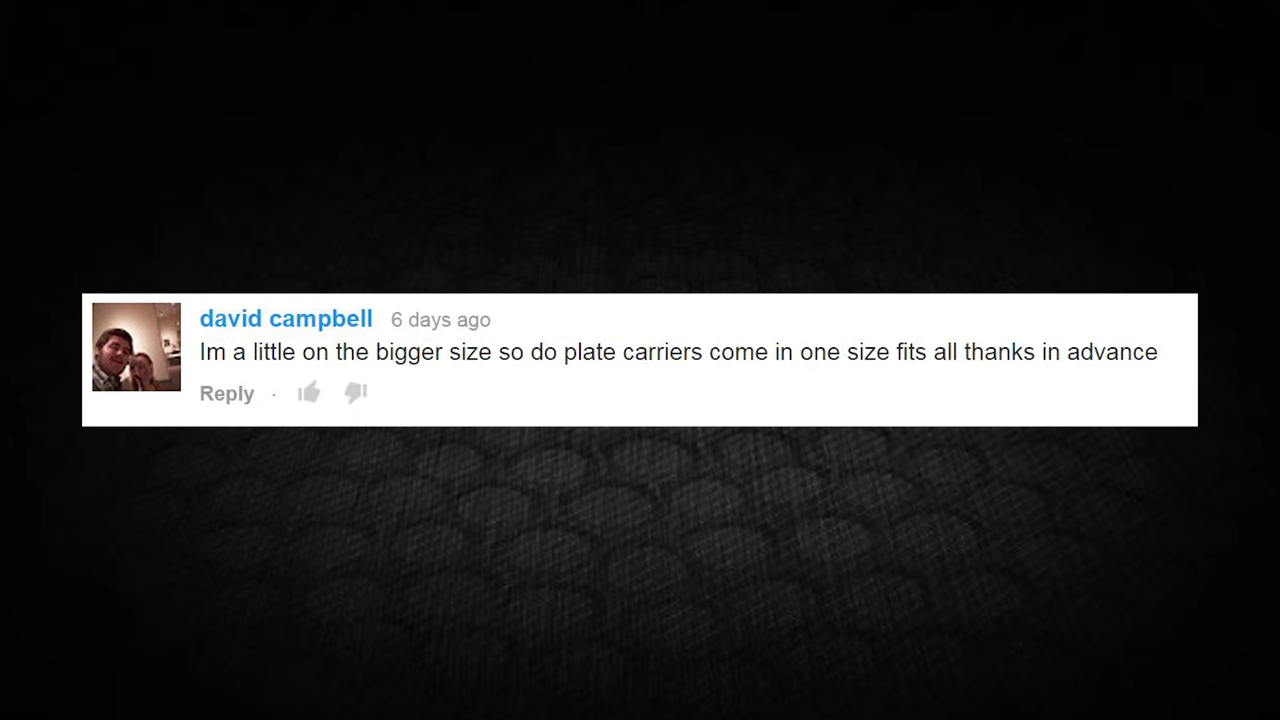 david campbell 6 days ago
Im a little on the bigger size so do plate carriers come in one size fits all thanks in advance
Reply ·